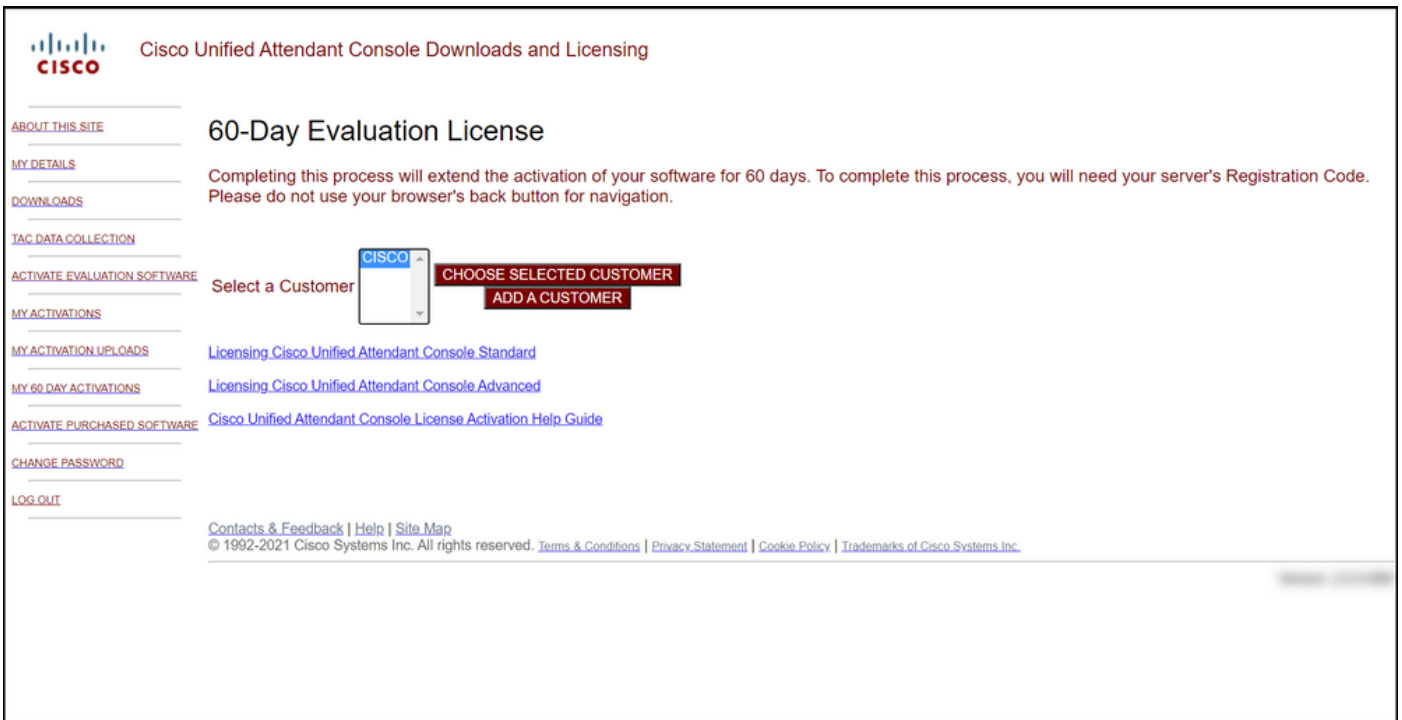 CISCO
Cisco Unified Attendant Console Downloads and Licensing
ABOUT THIS SITE
MY DETAILS
DOWNLOADS
TAC DATA COLLECTION
ACTIVATE EVALUATION SOFTWARE
MY ACTIVATIONS
MY ACTIVATION UPLOADS
MY 60 DAY ACTIVATIONS
ACTIVATE PURCHASED SOFTWARE
CHANGE PASSWORD
LOG OUT
60-Day Evaluation License
Completing this process will extend the activation of your software for 60 days. To complete this process, you will need your server's Registration Code.
Please do not use your browser's back button for navigation.
Select a Customer
CISCO
CHOOSE SELECTED CUSTOMER
ADD A CUSTOMER
Licensing Cisco Unified Attendant Console Standard
Licensing Cisco Unified Attendant Console Advanced
Cisco Unified Attendant Console License Activation Help Guide
Contacts & Feedback | Help | Site Map
© 1992-2021 Cisco Systems Inc. All rights reserved. Terms & Conditions | Privacy Statement | Cookie Policy | Trademarks of Cisco Systems Inc.